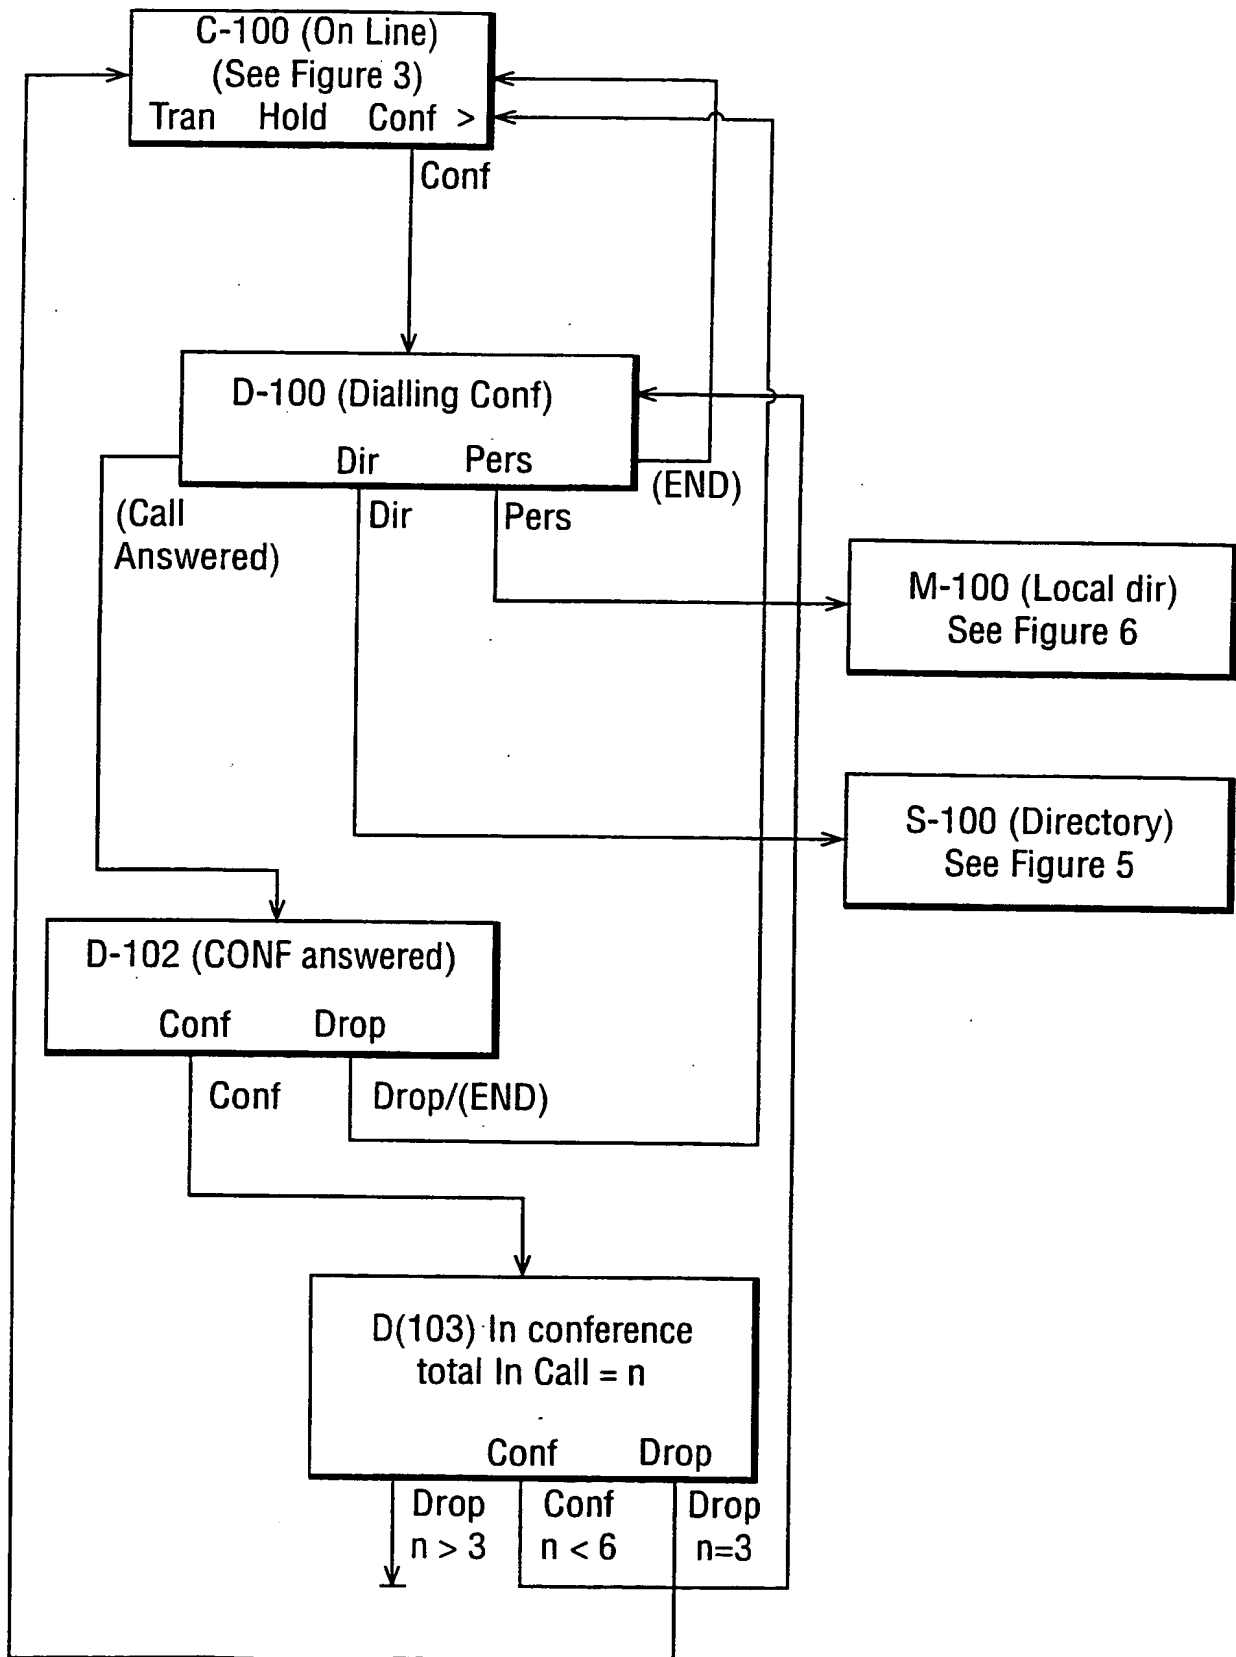 C-100 (On Line)
(See Figure 3)
Tran Hold Conf >
Conf
D-100 (Dialling Conf)
Dir Pers
(END)
(Call
Answered)
Dir
Pers
M-100 (Local dir)
See Figure 6
S-100 (Directory)
See Figure 5
D-102 (CONF answered)
Conf Drop
Conf
Drop/(END)
D(103) In conference
total In Call = n
Conf Drop
Drop
n > 3
Conf
n < 6
Drop
n=3